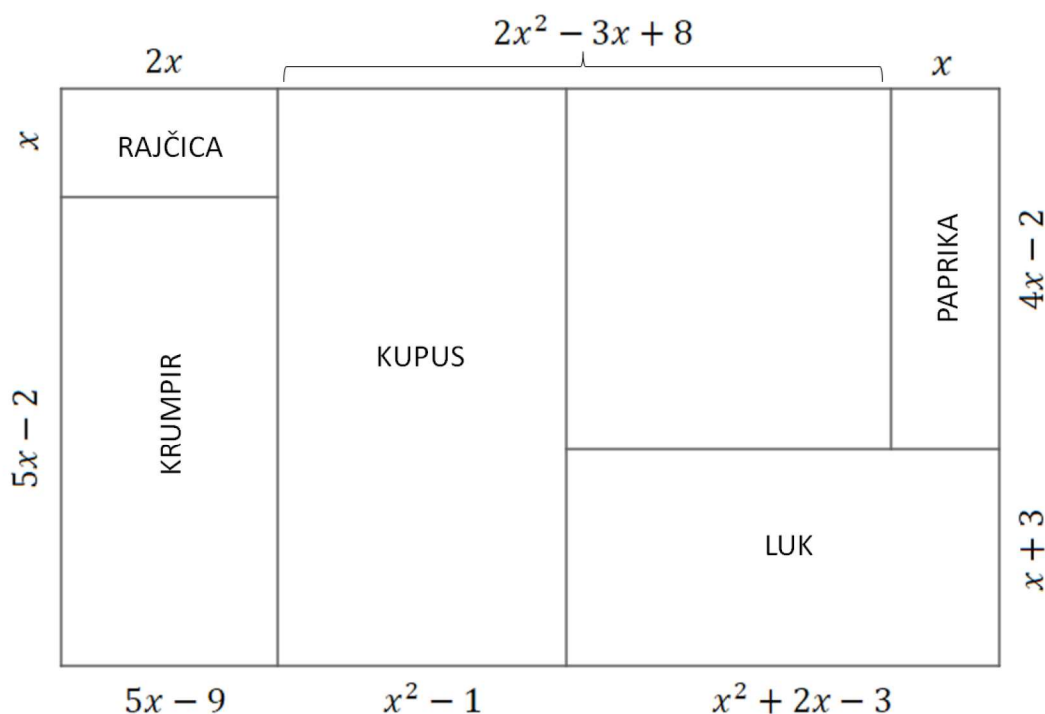 2x² − 3x + 8
2x
x
x
RAJČICA
PAPRIKA
4x − 2
KUPUS
KRUMPIR
5x − 2
LUK
x + 3
5x − 9
x² − 1
x² + 2x − 3